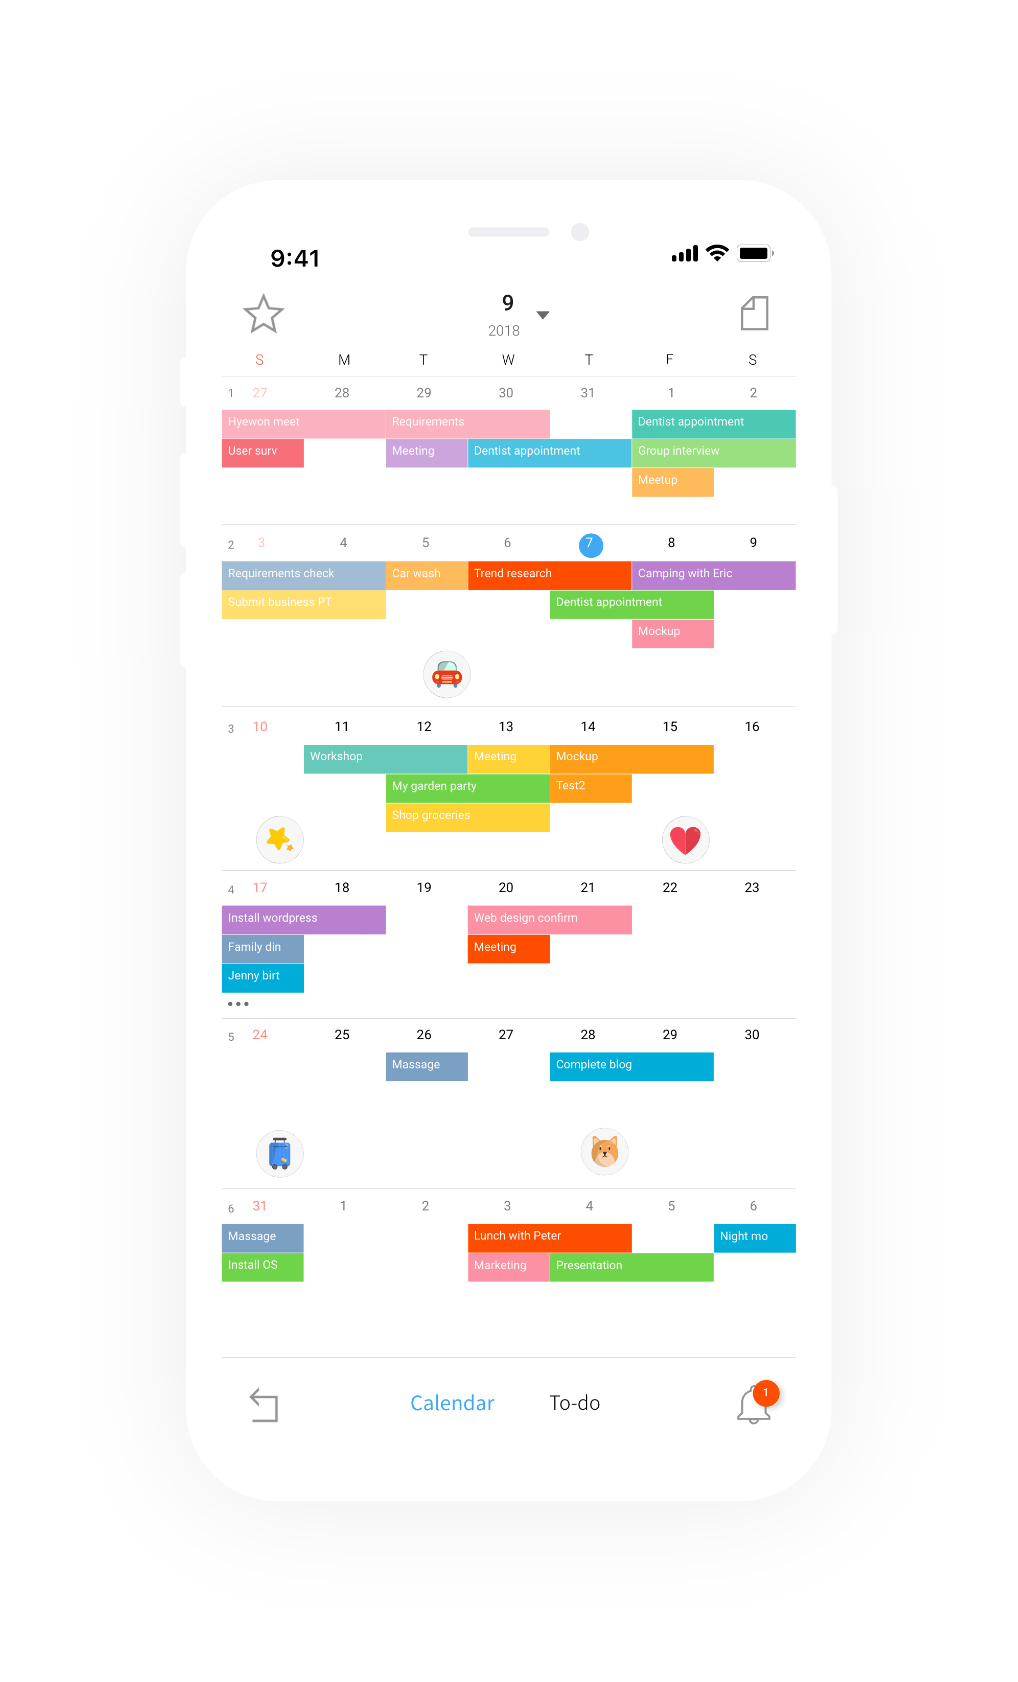 9:41
9
2018
S M T W T F S
1 27 28 29 30 31 1 2
Hyewon meet Requirements Dentist appointment
User surv Meeting Dentist appointment Group interview
Meetup
2 3 4 5 6 7 8 9
Requirements check Car wash Trend research Camping with Eric
Submit business PT Dentist appointment
Mockup
3 10 11 12 13 14 15 16
Workshop Meeting Mockup
My garden party Test2
Shop groceries
4 17 18 19 20 21 22 23
Install wordpress Web design confirm
Family din Meeting
Jenny birt
5 24 25 26 27 28 29 30
Massage Complete blog
6 31 1 2 3 4 5 6
Massage Lunch with Peter Night mo
Install OS Marketing Presentation
Calendar To-do 1